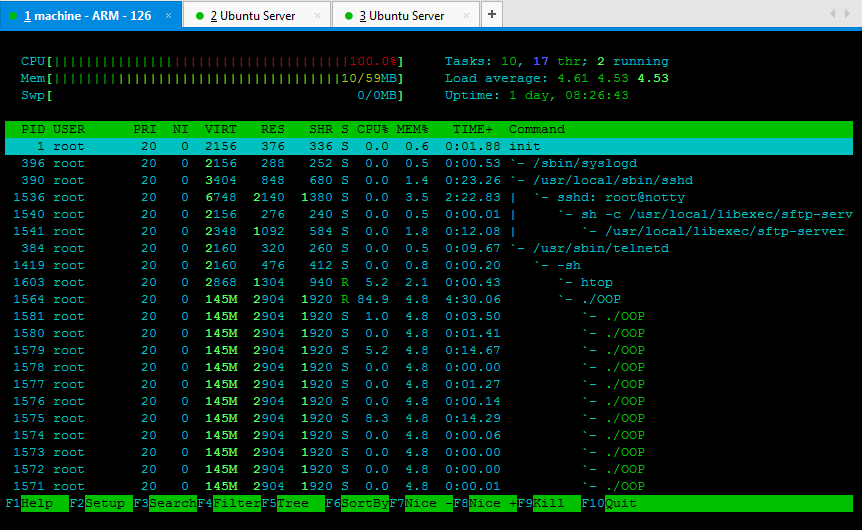 1 machine - ARM - 126 × 2 Ubuntu Server × 3 Ubuntu Server × +
CPU[||||||||||||||||||||||||||||||||||||||100.0%] Tasks: 10, 17 thr; 2 running
Mem[|||||||||||||||||||||||||||||||||||||10/59MB] Load average: 4.61 4.53 4.53
Swp[ 0/0MB] Uptime: 1 day, 08:26:43
PID USER PRI NI VIRT RES SHR S CPU% MEM% TIME+ Command
1 root 20 0 2156 376 336 S 0.0 0.6 0:01.88 init
396 root 20 0 2156 288 252 S 0.0 0.5 0:00.53 `- /sbin/syslogd
390 root 20 0 3404 848 680 S 0.0 1.4 0:23.26 `- /usr/local/sbin/sshd
1536 root 20 0 6748 2140 1380 S 0.0 3.5 2:22.83 | `- sshd: root@notty
1540 root 20 0 2156 276 240 S 0.0 0.5 0:00.01 | `- sh -c /usr/local/libexec/sftp-serv
1541 root 20 0 2348 1092 584 S 0.0 1.8 0:12.08 | `- /usr/local/libexec/sftp-server
384 root 20 0 2160 320 260 S 0.0 0.5 0:09.67 `- /usr/sbin/telnetd
1419 root 20 0 2160 476 412 S 0.0 0.8 0:00.20 `- -sh
1603 root 20 0 2868 1304 940 R 5.2 2.1 0:00.43 `- htop
1564 root 20 0 145M 2904 1920 R 84.9 4.8 4:30.06 `- ./OOP
1581 root 20 0 145M 2904 1920 S 1.0 4.8 0:03.50 `- ./OOP
1580 root 20 0 145M 2904 1920 S 0.0 4.8 0:01.41 `- ./OOP
1579 root 20 0 145M 2904 1920 S 5.2 4.8 0:14.67 `- ./OOP
1578 root 20 0 145M 2904 1920 S 0.0 4.8 0:00.00 `- ./OOP
1577 root 20 0 145M 2904 1920 S 0.0 4.8 0:01.27 `- ./OOP
1576 root 20 0 145M 2904 1920 S 0.0 4.8 0:00.14 `- ./OOP
1575 root 20 0 145M 2904 1920 S 8.3 4.8 0:14.29 `- ./OOP
1574 root 20 0 145M 2904 1920 S 0.0 4.8 0:00.06 `- ./OOP
1573 root 20 0 145M 2904 1920 S 0.0 4.8 0:00.00 `- ./OOP
1572 root 20 0 145M 2904 1920 S 0.0 4.8 0:00.00 `- ./OOP
1571 root 20 0 145M 2904 1920 S 0.0 4.8 0:00.01 `- ./OOP
F1Help F2Setup F3SearchF4FilterF5Tree F6SortByF7Nice -F8Nice +F9Kill F10Quit